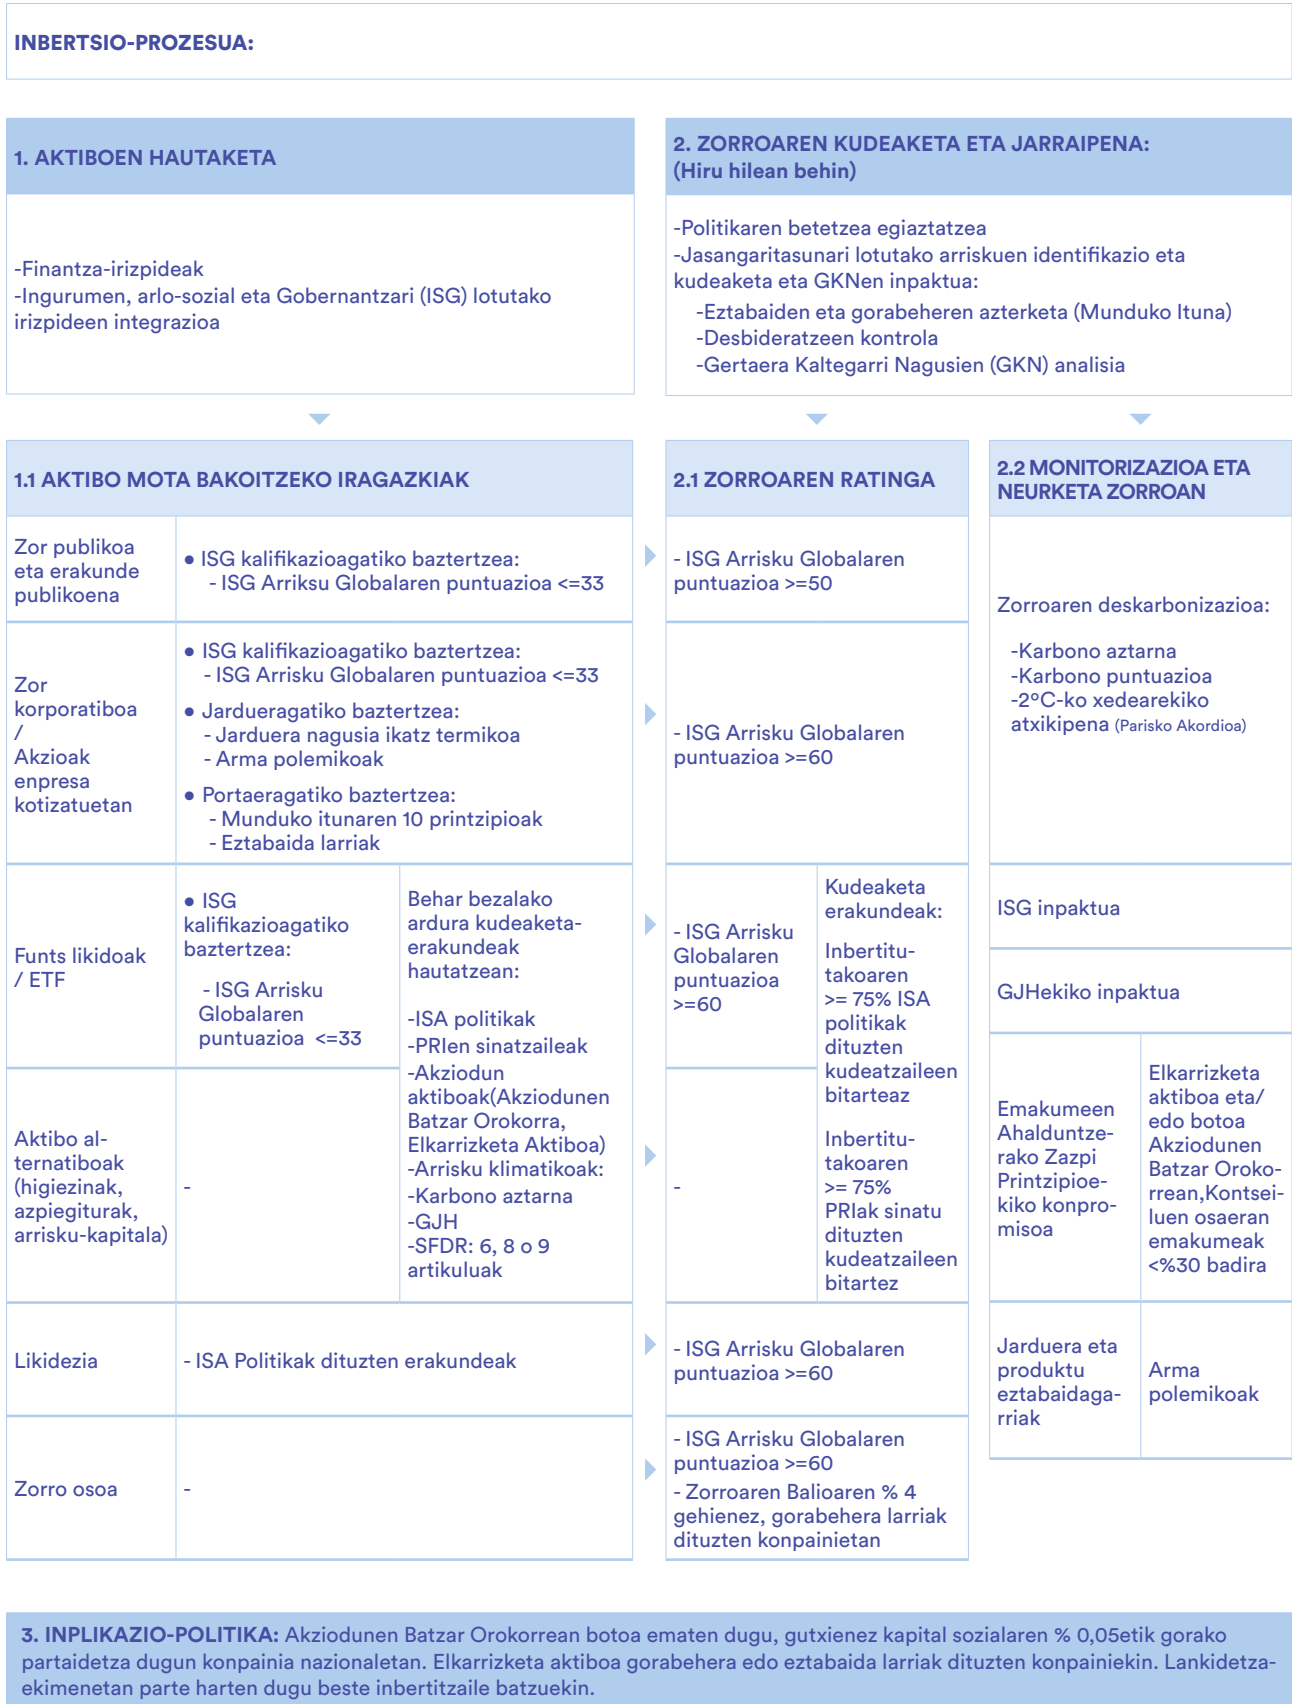 INBERTSIO-PROZESUA:
1. AKTIBOEN HAUTAKETA
-Finantza-irizpideak
-Ingurumen, arlo-sozial eta Gobernantzari (ISG) lotutako
irizpideen integrazioa
2. ZORROAREN KUDEAKETA ETA JARRAIPENA:
(Hiru hilean behin)
-Politikaren betetzea egiaztatzea
-Jasangaritasunari lotutako arriskuen identifikazio eta
kudeaketa eta GKNen inpaktua:
-Eztabaiden eta gorabeheren azterketa (Munduko Ituna)
-Desbideratzeen kontrola
-Gertaera Kaltegarri Nagusien (GKN) analisia
1.1 AKTIBO MOTA BAKOITZEKO IRAGAZKIAK
Zor publikoa
eta erakunde
publikoena
● ISG kalifikazioagatiko baztertzea:
- ISG Arriksu Globalaren puntuazioa <=33
Zor
korporatiboa
/
Akzioak
enpresa
kotizatuetan
● ISG kalifikazioagatiko baztertzea:
- ISG Arrisku Globalaren puntuazioa <=33
● Jardueragatiko baztertzea:
- Jarduera nagusia ikatz termikoa
- Arma polemikoak
● Portaeragatiko baztertzea:
- Munduko itunaren 10 printzipioak
- Eztabaida larriak
Funts likidoak
/ ETF
● ISG
kalifikazioagatiko
baztertzea:
- ISG Arrisku
Globalaren
puntuazioa <=33
Behar bezalako
ardura kudeaketa-
erakundeak
hautatzean:
-ISA politikak
-PRIen sinatzaileak
-Akziodun
aktiboak(Akziodunen
Batzar Orokorra,
Elkarrizketa Aktiboa)
-Arrisku klimatikoak:
-Karbono aztarna
-GJH
-SFDR: 6, 8 o 9
artikuluak
Aktibo al-
ternatiboak
(higiezinak,
azpiegiturak,
arrisku-kapitala)
-
Likidezia
- ISA Politikak dituzten erakundeak
Zorro osoa
-
2.1 ZORROAREN RATINGA
- ISG Arrisku Globalaren
puntuazioa >=50
- ISG Arrisku Globalaren
puntuazioa >=60
- ISG Arrisku
Globalaren
puntuazioa
>=60
Kudeaketa
erakundeak:
Inbertitu-
takoaren
>= 75% ISA
politikak
dituzten
kudeatzaileen
bitarteaz
Inbertitu-
takoaren
>= 75%
PRIak sinatu
dituzten
kudeatzaileen
bitartez
-
- ISG Arrisku Globalaren
puntuazioa >=60
- ISG Arrisku Globalaren
puntuazioa >=60
- Zorroaren Balioaren % 4
gehienez, gorabehera larriak
dituzten konpainietan
2.2 MONITORIZAZIOA ETA
NEURKETA ZORROAN
Zorroaren deskarbonizazioa:
-Karbono aztarna
-Karbono puntuazioa
-2°C-ko xedearekiko
atxikipena (Parisko Akordioa)
ISG inpaktua
GJHekiko inpaktua
Emakumeen
Ahalduntze-
rako Zazpi
Printzipioe-
kiko konpro-
misoa
Elkarrizketa
aktiboa eta/
edo botoa
Akziodunen
Batzar Oroko-
rrean,Kontsei-
luen osaeran
emakumeak
<%30 badira
Jarduera eta
produktu
eztabaidaga-
rriak
Arma
polemikoak
3. INPLIKAZIO-POLITIKA: Akziodunen Batzar Orokorrean botoa ematen dugu, gutxienez kapital sozialaren % 0,05etik gorako
partaidetza dugun konpainia nazionaletan. Elkarrizketa aktiboa gorabehera edo eztabaida larriak dituzten konpainiekin. Lankidetza-
ekimenetan parte harten dugu beste inbertitzaile batzuekin.